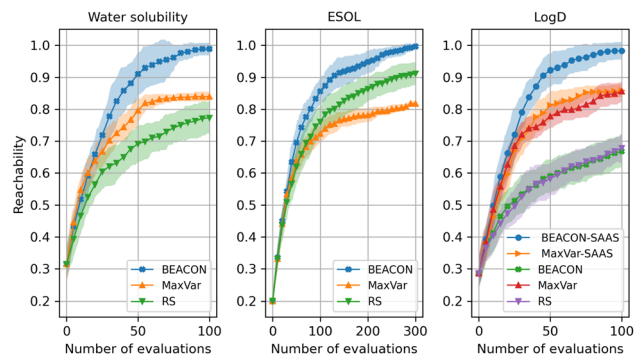 Water solubility
ESOL
LogD
Reachability
1.0
0.9
0.8
0.7
0.6
0.5
0.4
0.3
0.2
BEACON
MaxVar
RS
0
50
100
Number of evaluations
1.0
0.9
0.8
0.7
0.6
0.5
0.4
0.3
0.2
BEACON
MaxVar
RS
0
100
200
300
Number of evaluations
1.0
0.9
0.8
0.7
0.6
0.5
0.4
0.3
0.2
BEACON-SAAS
MaxVar-SAAS
BEACON
MaxVar
RS
0
50
100
Number of evaluations